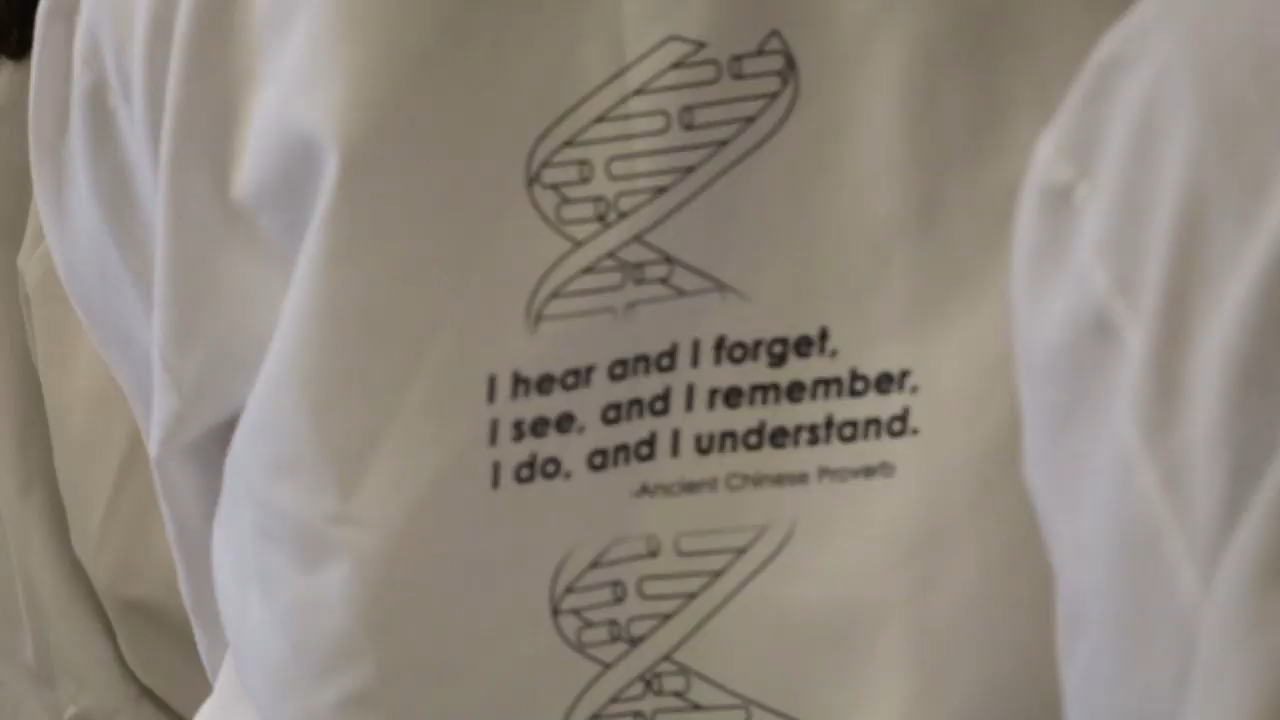 I hear and I forget,
I see, and I remember,
I do, and I understand.
-Ancient Chinese Proverb